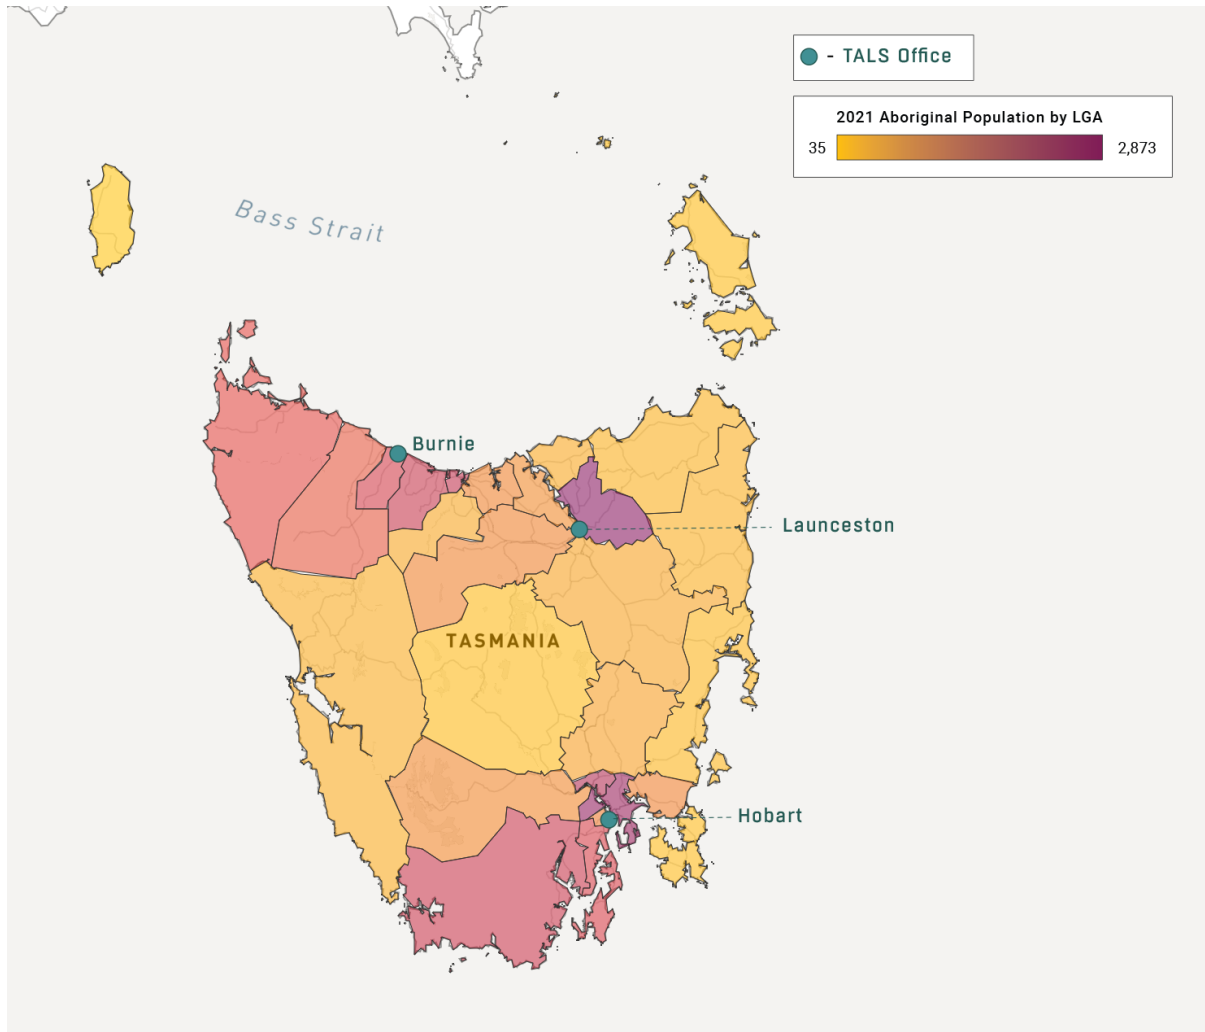 - TALS Office
2021 Aboriginal Population by LGA
35
2,873
Bass Strait
Burnie
Launceston
TASMANIA
Hobart